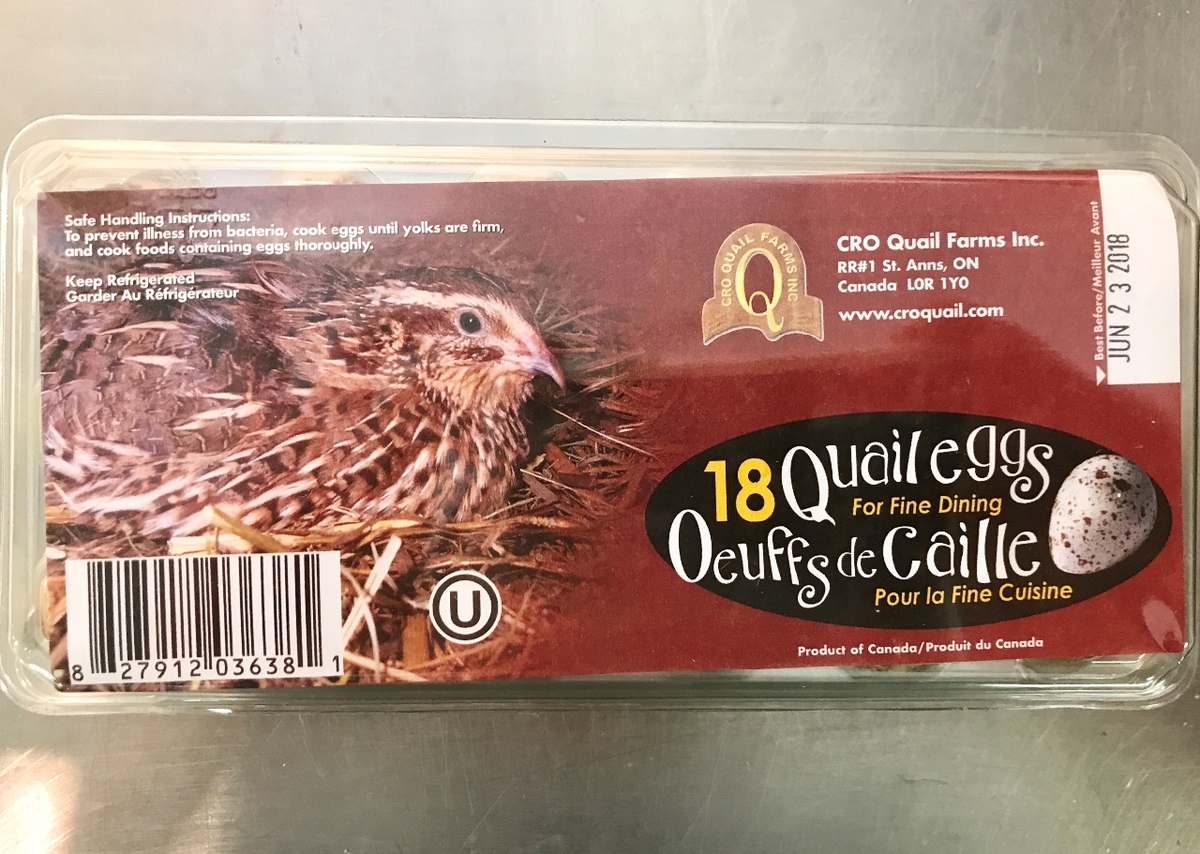 Safe Handling Instructions:
To prevent illness from bacteria, cook eggs until yolks are firm,
and cook foods containing eggs thoroughly.
Keep Refrigerated
Garder Au Réfrigérateur
CRO QUAIL FARMS INC
Q
CRO Quail Farms Inc.
RR#1 St. Anns, ON
Canada L0R 1Y0
www.croquail.com
Best Before/Meilleur Avant
JUN 23 2018
18 Quail eggs
For Fine Dining
Oeuffs de Caille
Pour la Fine Cuisine
Product of Canada/Produit du Canada
U
8 27912 03638 1